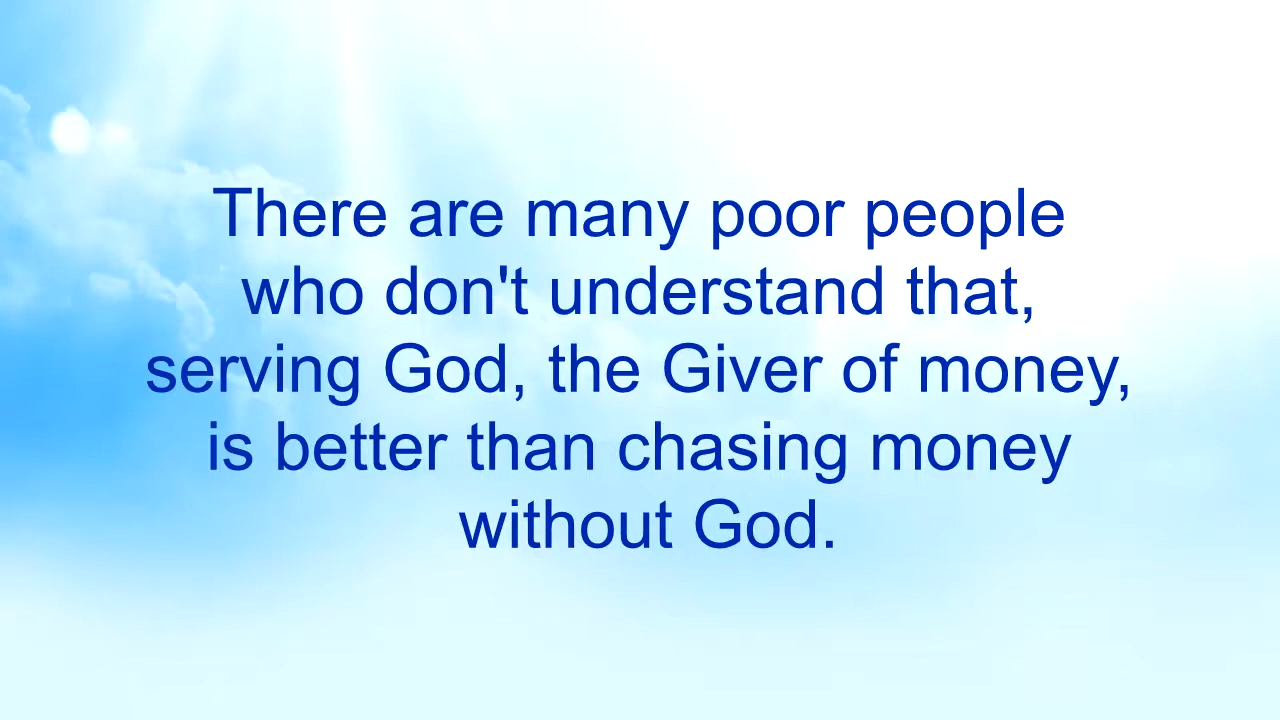 There are many poor people
who don't understand that,
serving God, the Giver of money,
is better than chasing money
without God.